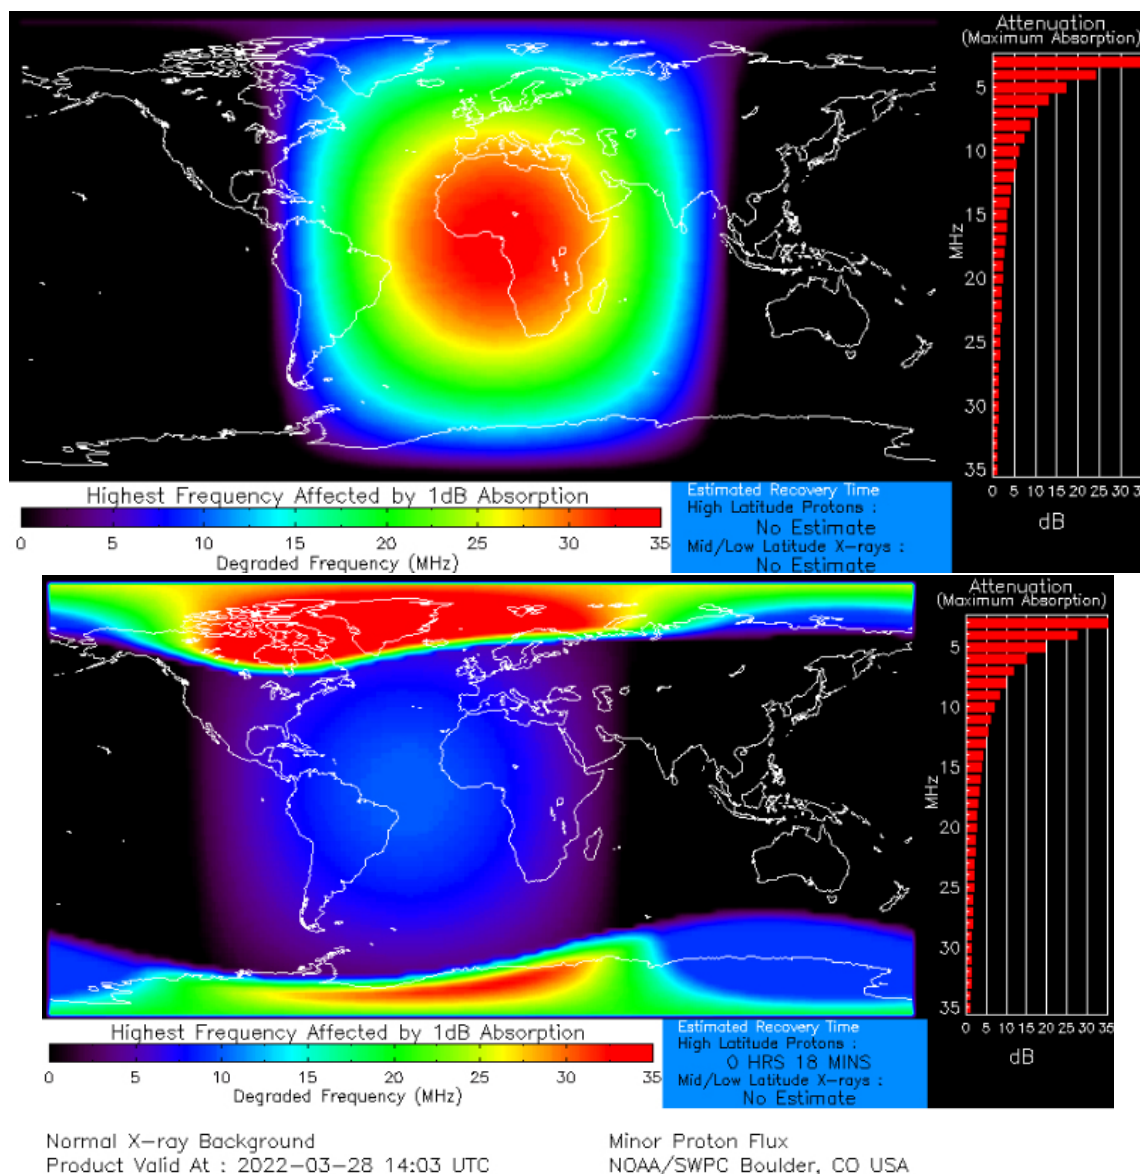 Attenuation
(Maximum Absorption)
5
10
15
20
25
30
35
MHz
0 5 10 15 20 25 30 3
dB
Highest Frequency Affected by 1dB Absorption
0 5 10 15 20 25 30 35
Degraded Frequency (MHz)
Estimated Recovery Time
High Latitude Protons :
No Estimate
Mid/Low Latitude X-rays :
No Estimate
Attenuation
(Maximum Absorption)
5
10
15
20
25
30
35
MHz
0 5 10 15 20 25 30 35
dB
Highest Frequency Affected by 1dB Absorption
0 5 10 15 20 25 30 35
Degraded Frequency (MHz)
Estimated Recovery Time
High Latitude Protons :
0 HRS 18 MINS
Mid/Low Latitude X-rays :
No Estimate
Normal X-ray Background
Minor Proton Flux
Product Valid At : 2022-03-28 14:03 UTC
NOAA/SWPC Boulder, CO USA